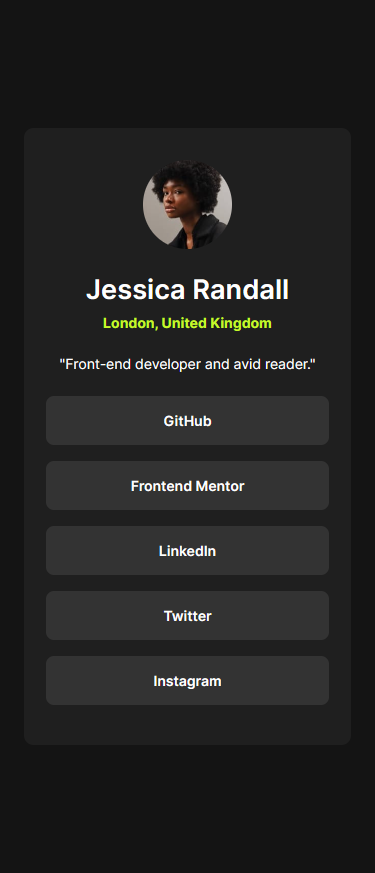 Jessica Randall
London, United Kingdom
"Front-end developer and avid reader."
GitHub
Frontend Mentor
LinkedIn
Twitter
Instagram